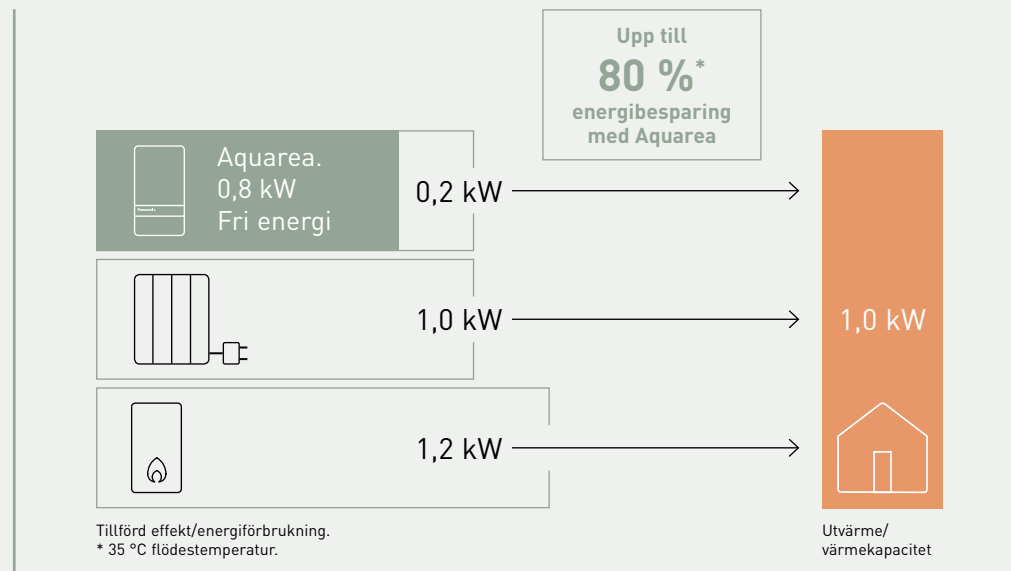 Upp till
80 %*
energibesparing
med Aquarea
Aquarea.
0,8 kW
Fri energi
0,2 kW
Panasonic
1,0 kW
1,0 kW
1,2 kW
Tillförd effekt/energiförbrukning.
* 35 °C flödestemperatur.
Utvärme/
värmekapacitet